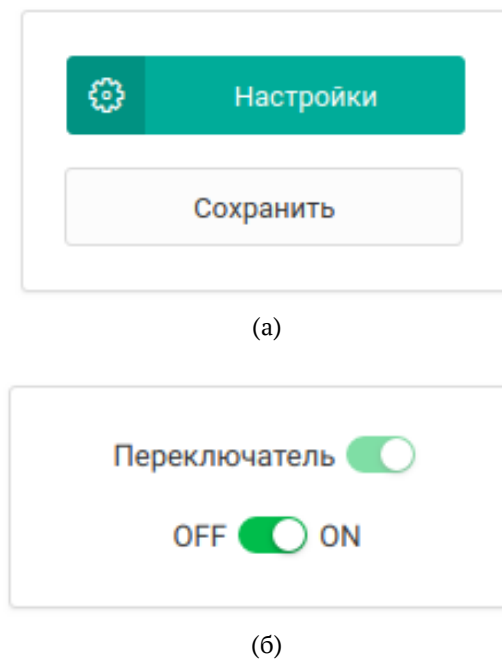 Настройки
Сохранить
(а)
Переключатель
OFF ON
(б)